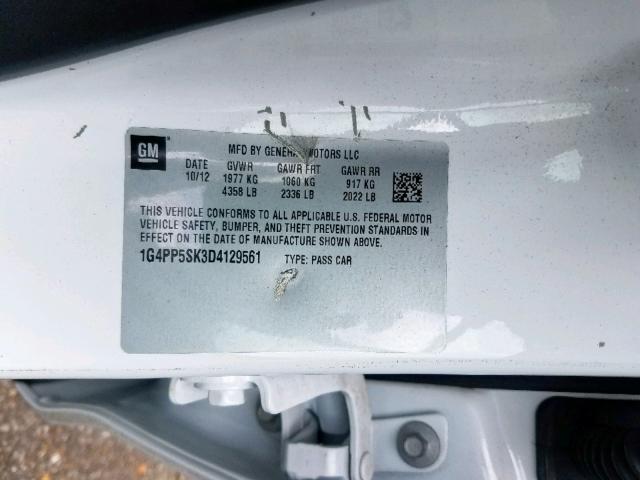 GM
MFD BY GENERAL MOTORS LLC
DATE GVWR GAWR FRT GAWR RR
10/12 1977 KG 1060 KG 917 KG
4358 LB 2336 LB 2022 LB
THIS VEHICLE CONFORMS TO ALL APPLICABLE U.S. FEDERAL MOTOR
VEHICLE SAFETY, BUMPER, AND THEFT PREVENTION STANDARDS IN
EFFECT ON THE DATE OF MANUFACTURE SHOWN ABOVE.
1G4PP5SK3D4129561 TYPE: PASS CAR